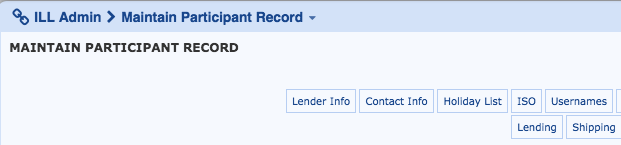 ILL Admin > Maintain Participant Record
MAINTAIN PARTICIPANT RECORD
Lender Info Contact Info Holiday List ISO Usernames
Lending Shipping